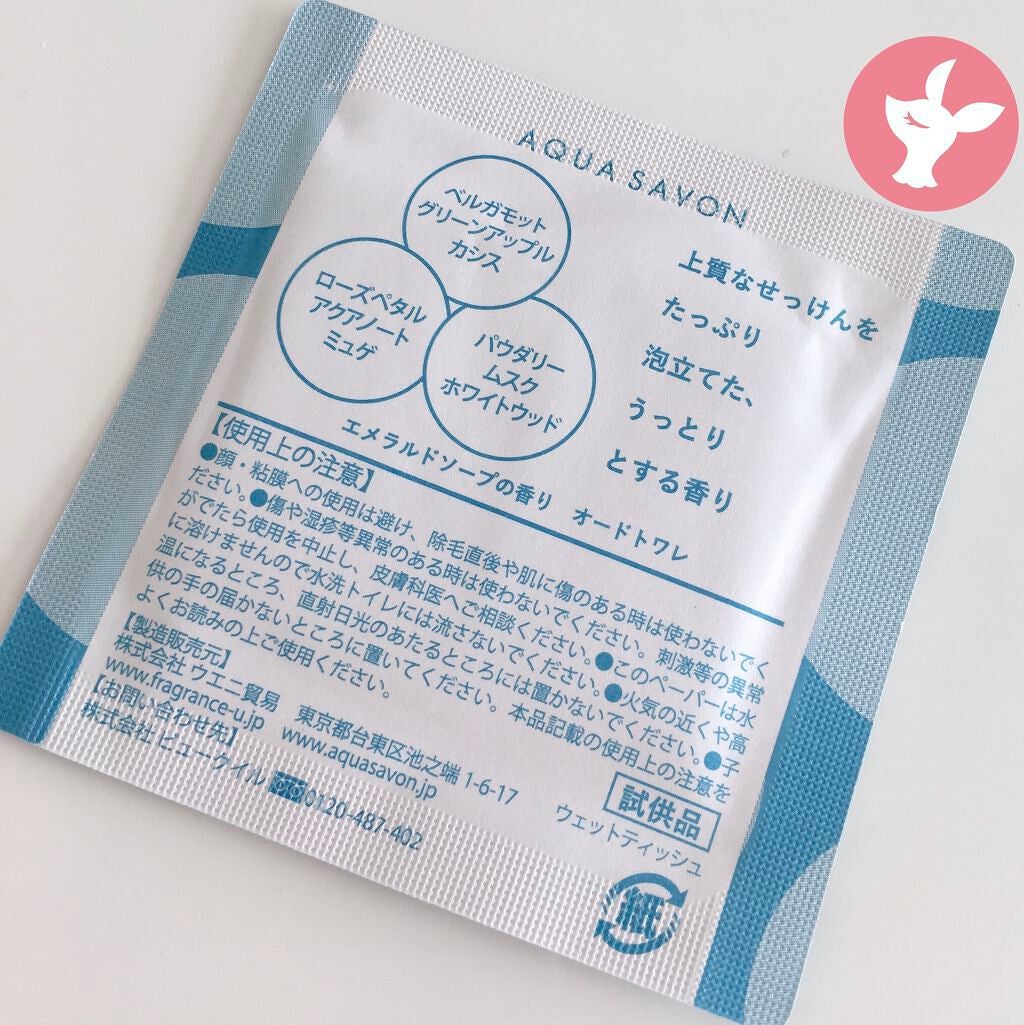 AQUA SAVON
ベルガモット
グリーンアップル
カシス
ローズペタル
アクアノート
ミュゲ
パウダリー
ムスク
ホワイトウッド
上質なせっけんを
たっぷり
泡立てた、
うっとり
とする香り
エメラルドソープの香り オードトワレ
【使用上の注意】
●顔・粘膜への使用は避け、除毛直後や肌に傷のある時は使わないでく
ださい。●傷や湿疹等異常のある時は使わないでください。刺激等の異常
がでたら使用を中止し、皮膚科医へご相談ください。●このペーパーは水
に溶けませんので水洗トイレには流さないでください。●火気の近くや高
温になるところ、直射日光のあたるところには置かないでください。●子
供の手の届かないところに置いてください。本品記載の使用上の注意を
よくお読みの上ご使用ください。
【製造販売元】
株式会社 ウエニ貿易 東京都台東区池之端 1-6-17
www.fragrance-u.jp www.aquasavon.jp
【お問い合わせ先】
株式会社 ビュークイル 0120-487-402
試供品
ウェットティッシュ
紙